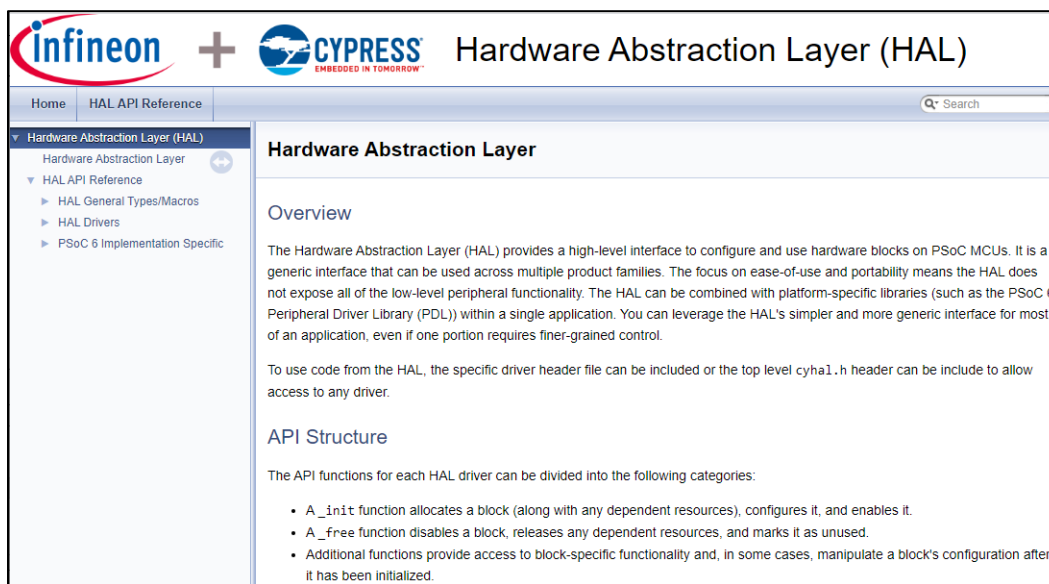 infineon + CYPRESS Hardware Abstraction Layer (HAL)
EMBEDDED IN TOMORROW™
Home HAL API Reference Search
Hardware Abstraction Layer (HAL)
Hardware Abstraction Layer
HAL API Reference
HAL General Types/Macros
HAL Drivers
PSoC 6 Implementation Specific
Hardware Abstraction Layer
Overview
The Hardware Abstraction Layer (HAL) provides a high-level interface to configure and use hardware blocks on PSoC MCUs. It is a
generic interface that can be used across multiple product families. The focus on ease-of-use and portability means the HAL does
not expose all of the low-level peripheral functionality. The HAL can be combined with platform-specific libraries (such as the PSoC 6
Peripheral Driver Library (PDL)) within a single application. You can leverage the HAL's simpler and more generic interface for most
of an application, even if one portion requires finer-grained control.
To use code from the HAL, the specific driver header file can be included or the top level cyhal.h header can be include to allow
access to any driver.
API Structure
The API functions for each HAL driver can be divided into the following categories:
• A _init function allocates a block (along with any dependent resources), configures it, and enables it.
• A _free function disables a block, releases any dependent resources, and marks it as unused.
• Additional functions provide access to block-specific functionality and, in some cases, manipulate a block's configuration after
it has been initialized.